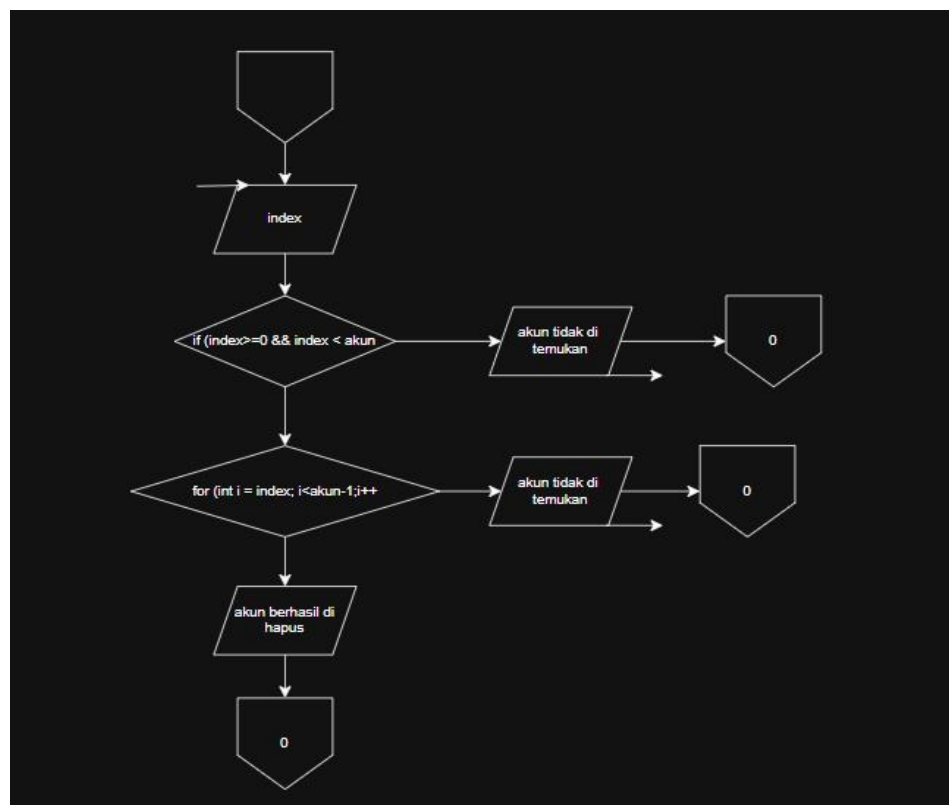 index
if (index>=0 && index < akun
akun tidak di
temukan
0
for (int i = index; i<akun-1;i++
akun tidak di
temukan
0
akun berhasil di
hapus
0